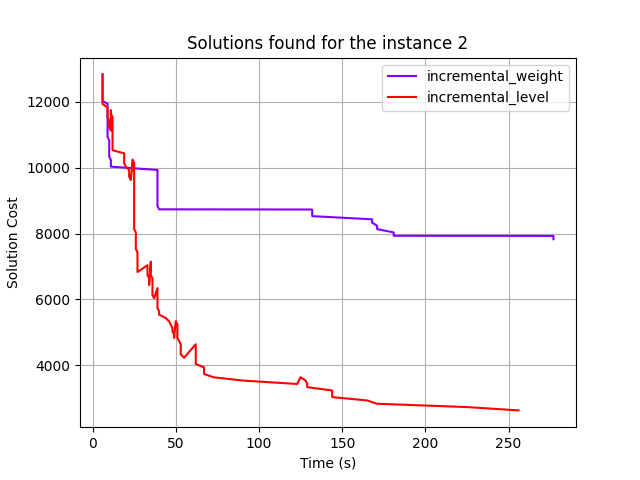 Solutions found for the instance 2
incremental_weight
incremental_level
12000
10000
8000
6000
4000
Solution Cost
0
50
100
150
200
250
Time (s)